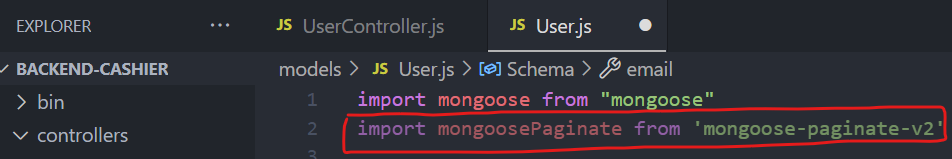 EXPLORER ··· JS UserController.js JS User.js ●
BACKEND-CASHIER models > JS User.js > Schema > email
> bin 1 import mongoose from "mongoose"
controllers 2 import mongoosePaginate from 'mongoose-paginate-v2'
3